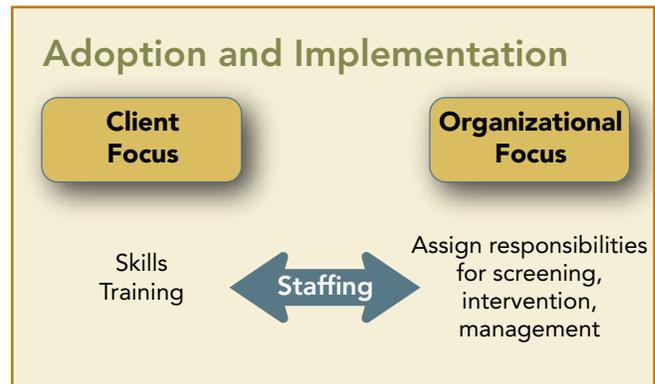 Adoption and Implementation
Client
Focus
Organizational
Focus
Skills
Training
Staffing
Assign responsibilities
for screening,
intervention,
management